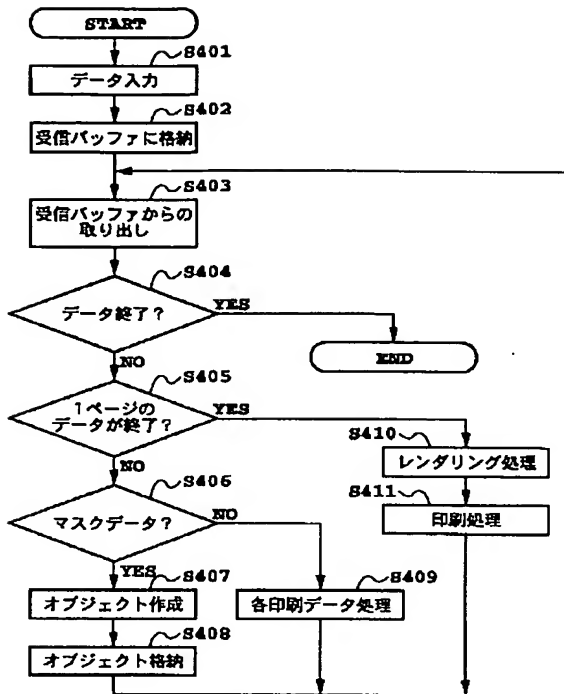 START
S401
データ入力
S402
受信バッファに格納
S403
受信バッファからの
取り出し
S404
データ終了?
YES
END
NO
S405
1ページの
データが終了?
YES
S410
レンダリング処理
NO
S406
S411
印刷処理
マスクデータ?
NO
YES
S407
オブジェクト作成
S409
各印刷データ処理
S408
オブジェクト格納